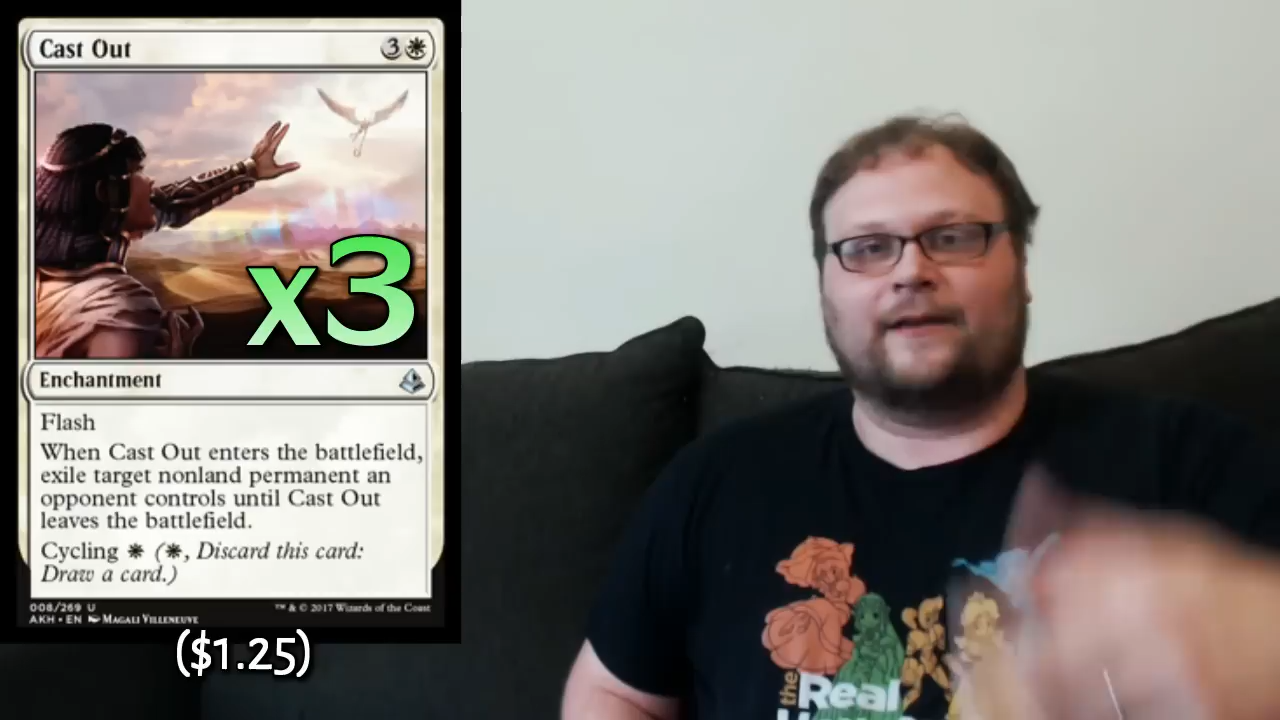 Cast Out 3
x3
Enchantment
Flash
When Cast Out enters the battlefield,
exile target nonland permanent an
opponent controls until Cast Out
leaves the battlefield.
Cycling (, Discard this card:
Draw a card.)
008/269 U
™ & © 2017 Wizards of the Coast
AKH • EN Magali Villeneuve
($1.25)
the Real